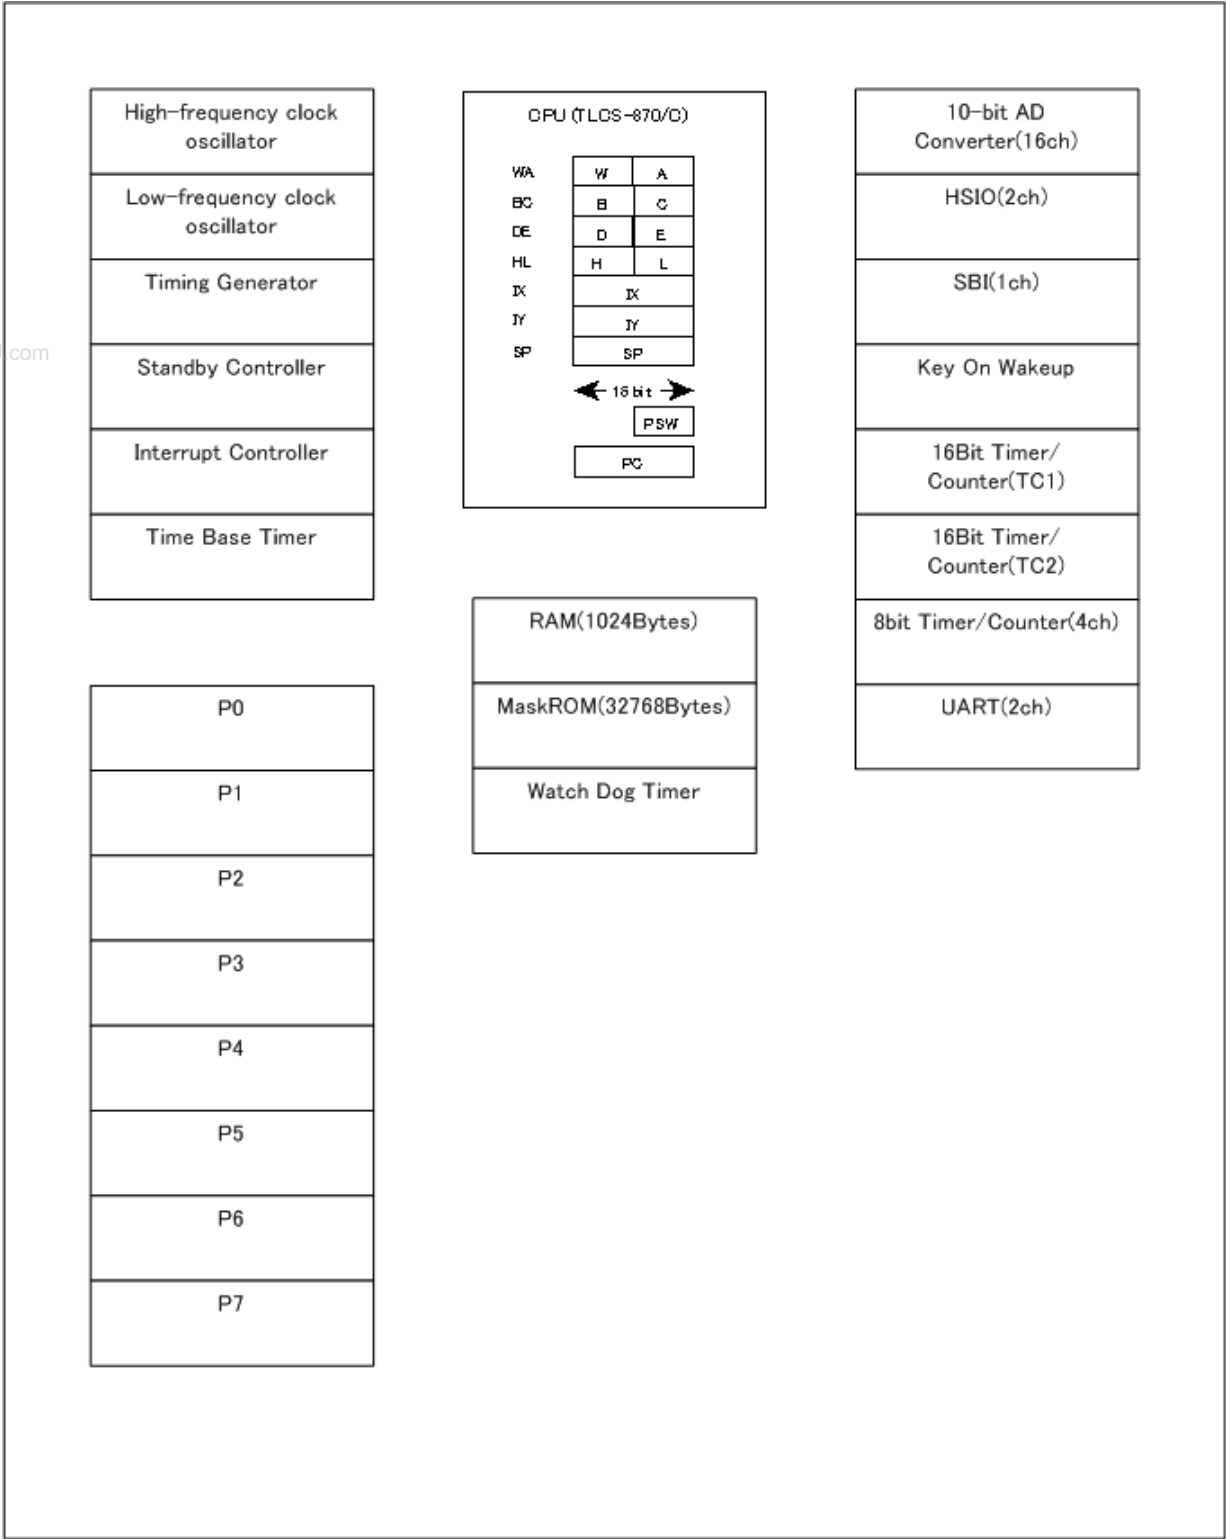 High-frequency clock
oscillator
Low-frequency clock
oscillator
Timing Generator
Standby Controller
Interrupt Controller
Time Base Timer
P0
P1
P2
P3
P4
P5
P6
P7
CPU (TLCS-870/C)
WA W A
BC B C
DE D E
HL H L
IX IX
IY IY
SP SP
16 bit
PSW
PC
RAM(1024Bytes)
MaskROM(32768Bytes)
Watch Dog Timer
10-bit AD
Converter(16ch)
HSIO(2ch)
SBI(1ch)
Key On Wakeup
16Bit Timer/
Counter(TC1)
16Bit Timer/
Counter(TC2)
8bit Timer/Counter(4ch)
UART(2ch)
.com